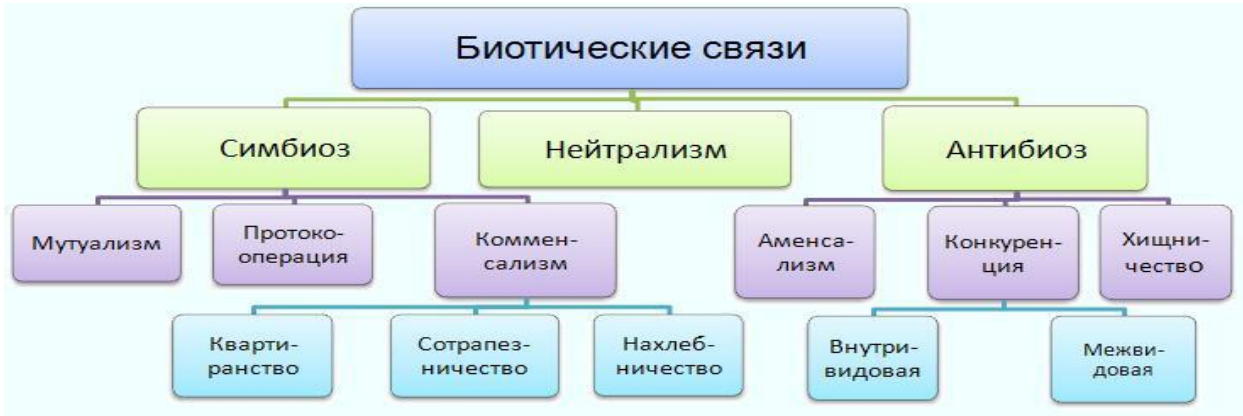 Биотические связи
Симбиоз
Нейтрализм
Антибиоз
Мутуализм
Протоко-
операция
Коммен-
сализм
Аменса-
лизм
Конкурен-
ция
Хищни-
чество
Кварти-
ранство
Сотрапез-
ничество
Нахлеб-
ничество
Внутри-
видовая
Межви-
довая